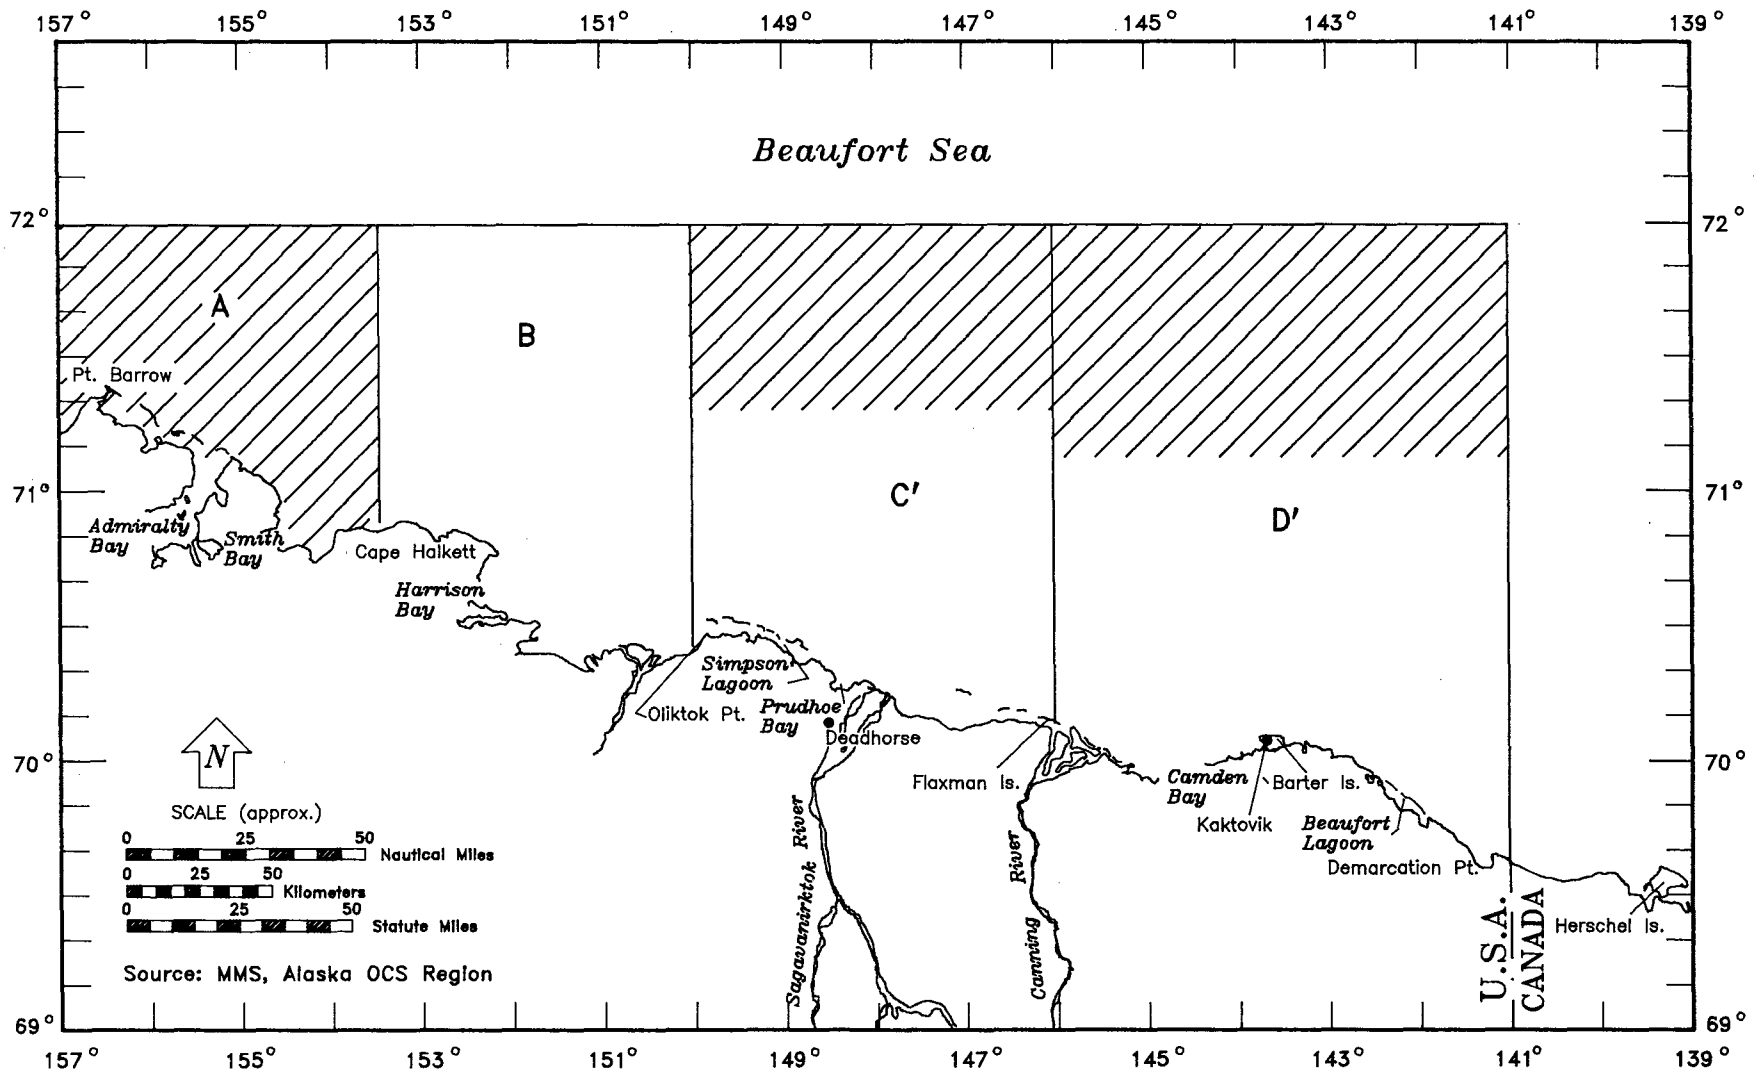 157° 155° 153° 151° 149° 147° 145° 143° 141° 139°
Beaufort Sea
72° 72°
A
B
Pt. Barrow
C'
71° 71°
D'
Admiralty
Bay
Smith
Bay
Cape Halkett
Harrison
Bay
Simpson
Lagoon
Oliktok Pt.
Prudhoe
Bay
Deadhorse
N
70° 70°
Flaxman Is.
Camden
Bay
Barter Is.
Kaktovik
Beaufort
Lagoon
Demarcation Pt.
SCALE (approx.)
0 25 50
Nautical Miles
0 25 50
Kilometers
0 25 50
Statute Miles
Sagavanirktok River
Canning River
U.S.A.
CANADA
Herschel Is.
Source: MMS, Alaska OCS Region
69° 69°
157° 155° 153° 151° 149° 147° 145° 143° 141° 139°